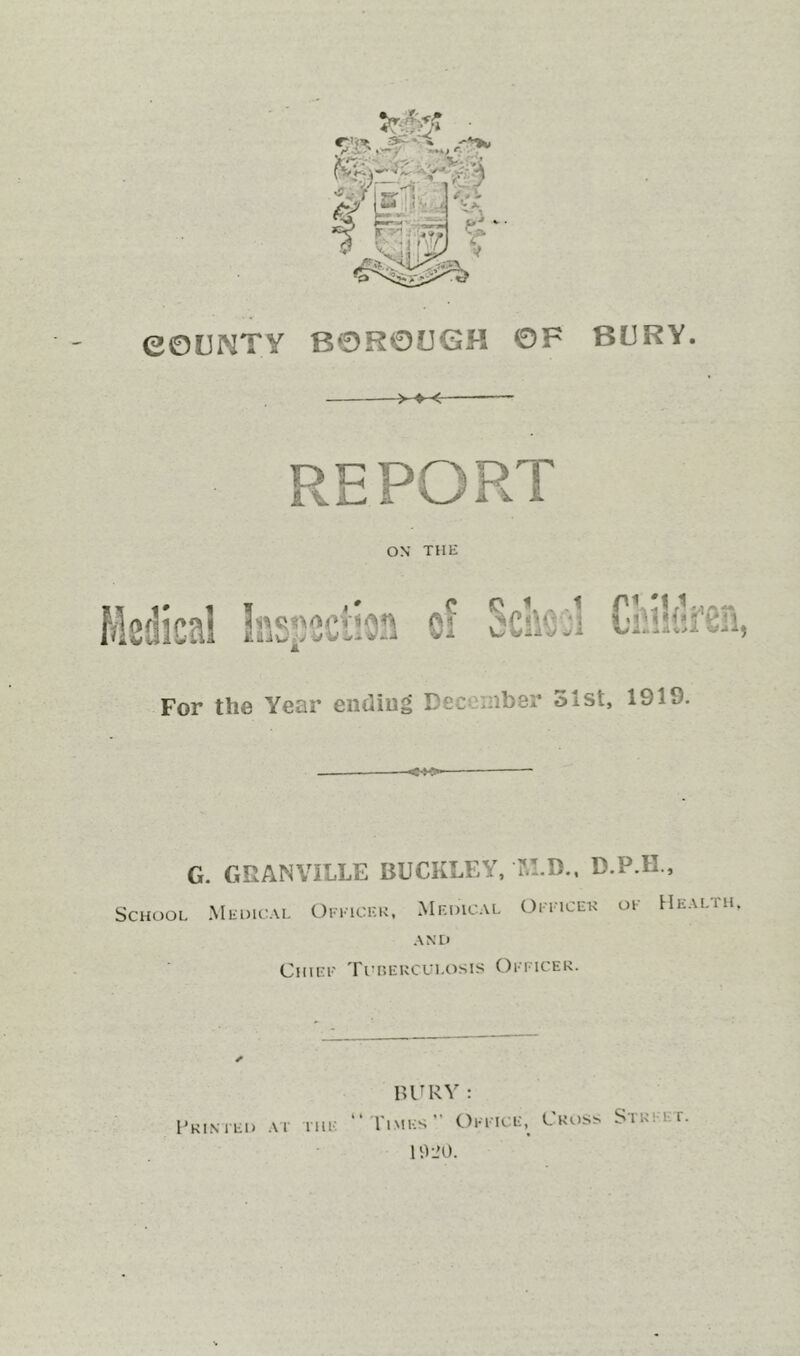 COUNTY BOROUGH OF BURY.
REPORT
ON THE
Medical Inspection of School Children,
For the Year ending December 31st, 1919.
G. GRANVILLE BUCKLEY, M.D., D.P.H.,
SCHOOL MEDICAL OFFICER, MEDICAL OFFICER OF HEALTH,
AND
CHIEF TUBERCULOSIS OFFICER.
BURY:
PRINTED AT THE "TIMES" OFFICE, CROSS STREET.
1920.